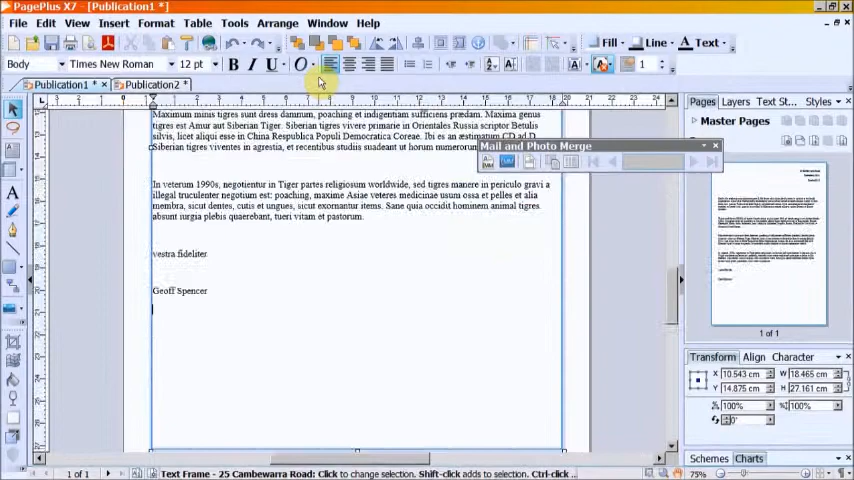 PagePlus X7 - [Publication1 *]
File Edit View Insert Format Table Tools Arrange Window Help
Fill Line Text
Body Times New Roman 12 pt B I U O 1
Publication1 * Publication2 *
Pages Layers Text St... Styles
Master Pages
Maximum minis tigres sunt dress damnum, poaching et indigentiam sufficiens prædam. Maxima genus
tigres est Amur aut Siberian Tiger. Siberian tigres vivere primarie in Orientales Russia scriptor Betulis
silvis, licet aliqui esse in China Respublica Populi Democratica Coreae. Ibi es æstimatum CD ad D
Siberian tigres viventes in agrestia, et recentibus studiis suadeant ut horum numerorum
Mail and Photo Merge
In veterum 1990s, negotientur in Tiger partes religiosum worldwide, sed tigres manere in periculo gravi a
illegal truculenter negotium est: poaching, maxime Asiae veteres medicinae usum ossa et pelles et alia
membra, sicut dentes, cutis et ungues, sicut exornantur items. Sane quia occidit hominem animal tigres
absunt iurgia plebis quaerebant, tueri vitam et pastorum.
vestra fideliter
Geoff Spencer
1 of 1
Transform Align Character
X 10.543 cm W 18.465 cm
Y 14.875 cm H 27.161 cm
100% 100%
0°
Schemes Charts
1 of 1 Text Frame - 25 Cambewarra Road: Click to change selection. Shift-click adds to selection. Ctrl-click ... 75%